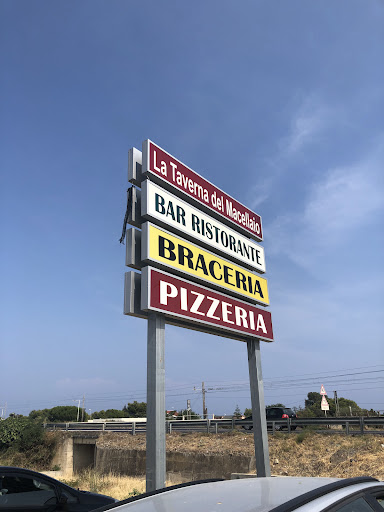 La Taverna del Macellaio
BAR RISTORANTE
BRACERIA
PIZZERIA